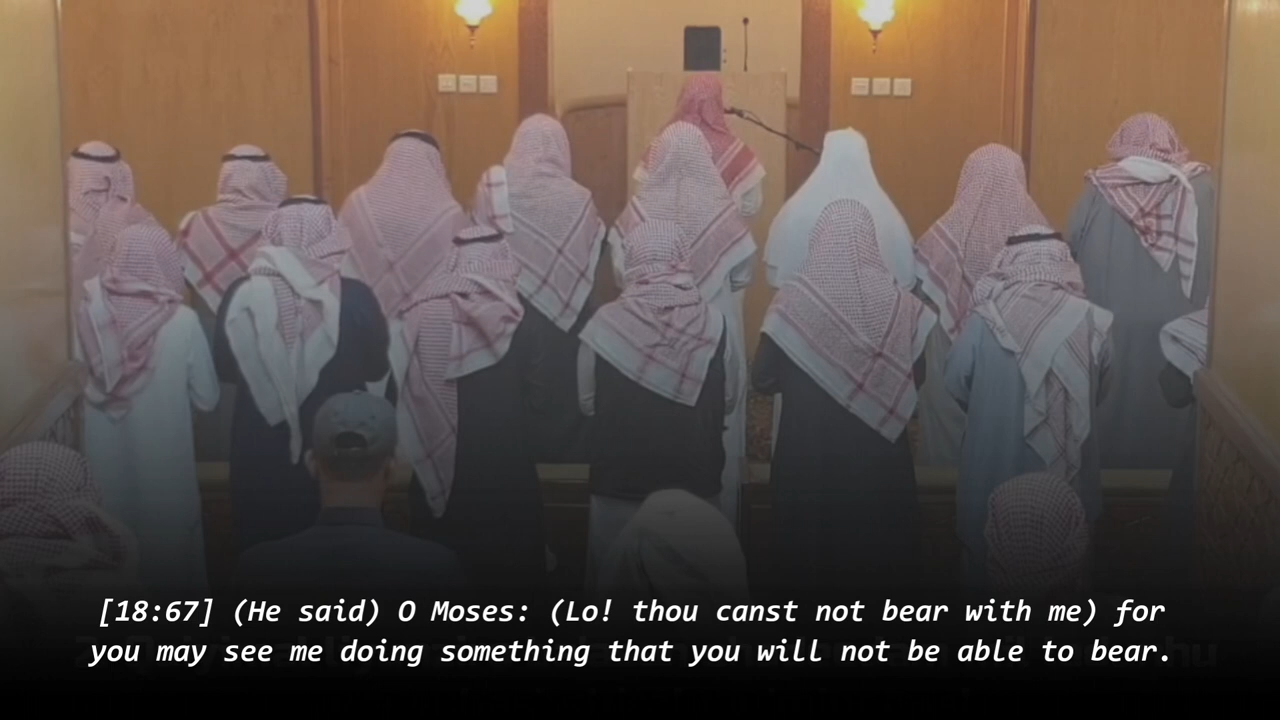 [18:67] (He said) O Moses: (Lo! thou canst not bear with me) for
you may see me doing something that you will not be able to bear.